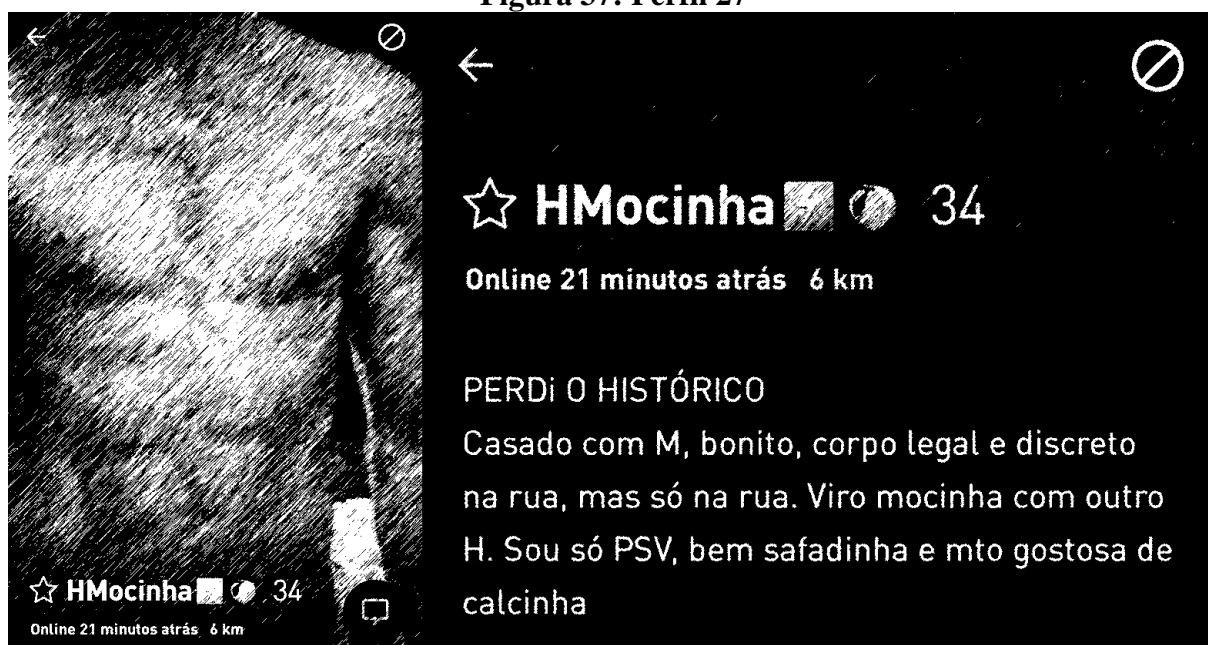 Figura 37: Perfil 27
HMocinha 34
Online 21 minutos atrás 6 km
HMocinha 34
Online 21 minutos atrás 6 km
PERDi O HISTÓRICO
Casado com M, bonito, corpo legal e discreto
na rua, mas só na rua. Viro mocinha com outro
H. Sou só PSV, bem safadinha e mto gostosa de
calcinha